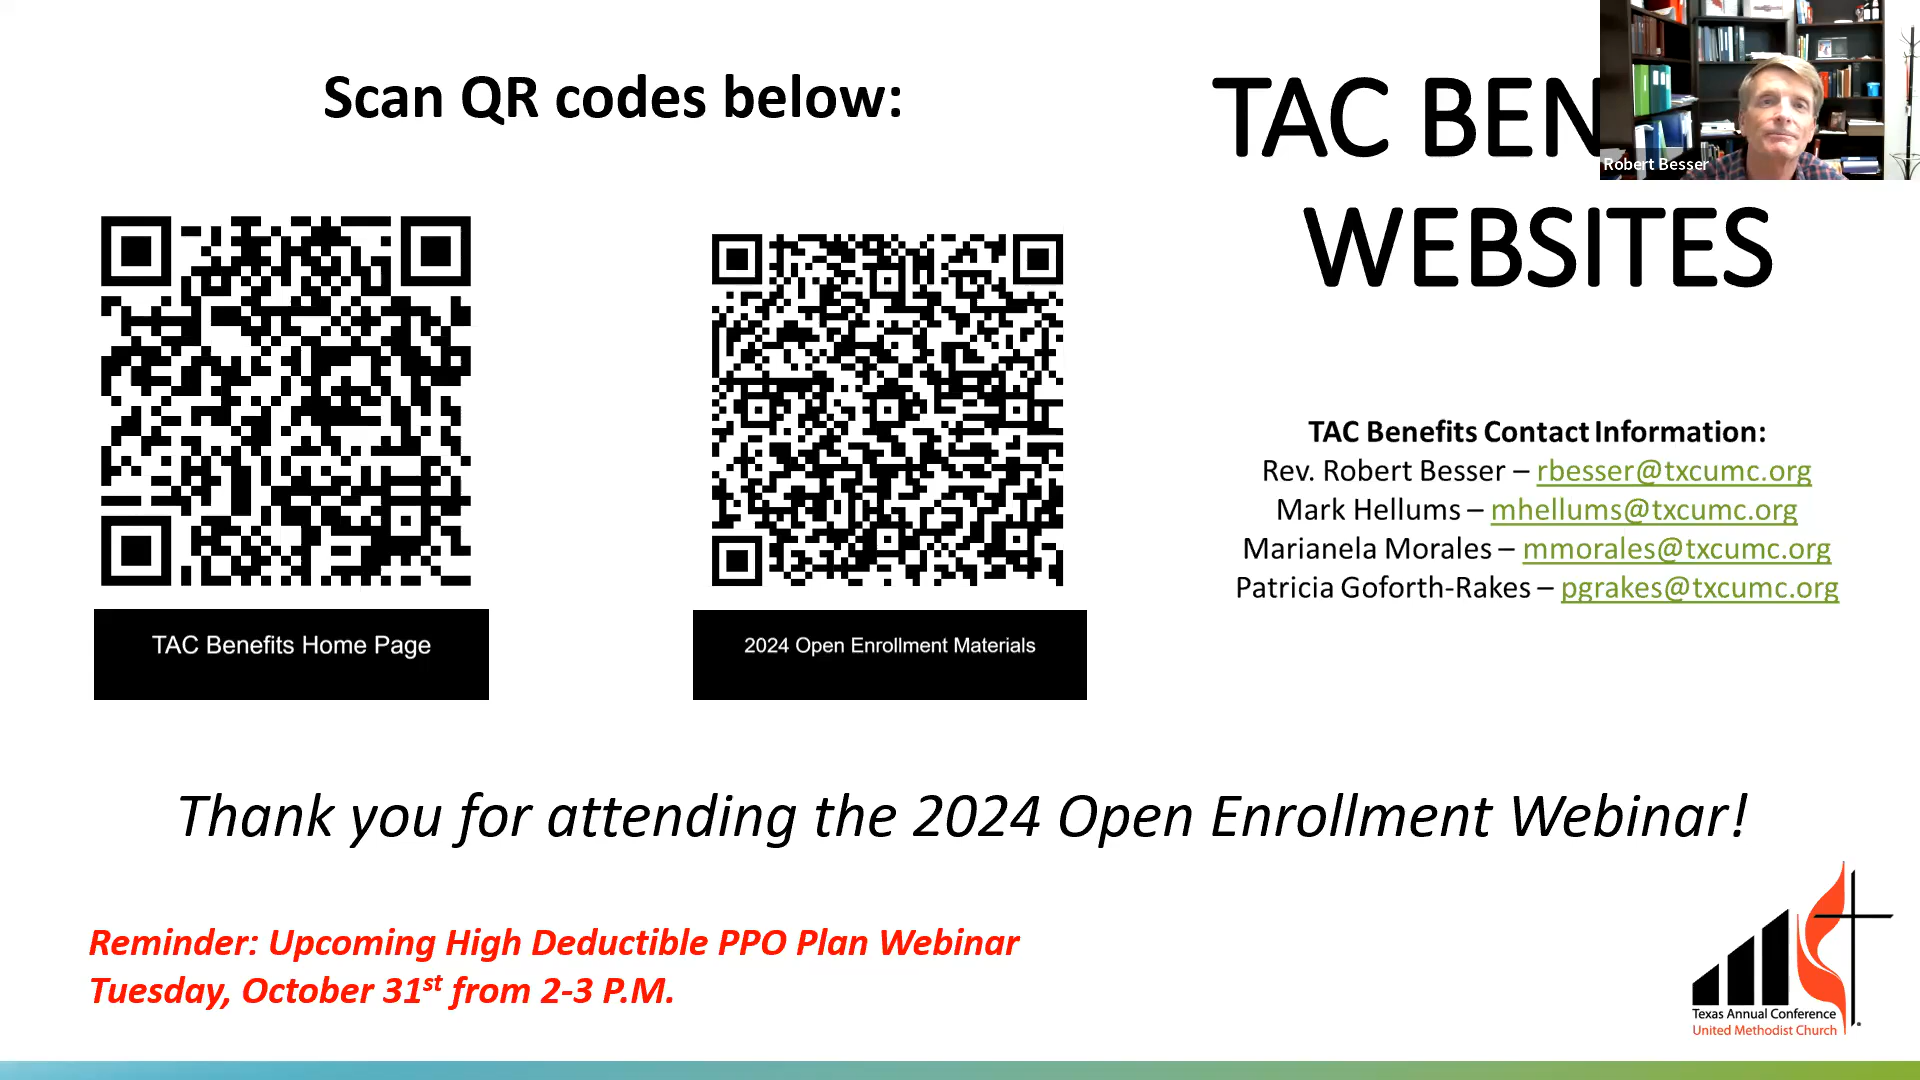 Scan QR codes below:
TAC BEN
WEBSITES
Robert Besser
TAC Benefits Contact Information:
Rev. Robert Besser – rbesser@txcumc.org
Mark Hellums – mhellums@txcumc.org
Marianela Morales – mmorales@txcumc.org
Patricia Goforth-Rakes – pgrakes@txcumc.org
TAC Benefits Home Page
2024 Open Enrollment Materials
Thank you for attending the 2024 Open Enrollment Webinar!
Reminder: Upcoming High Deductible PPO Plan Webinar
Tuesday, October 31st from 2-3 P.M.
Texas Annual Conference
United Methodist Church